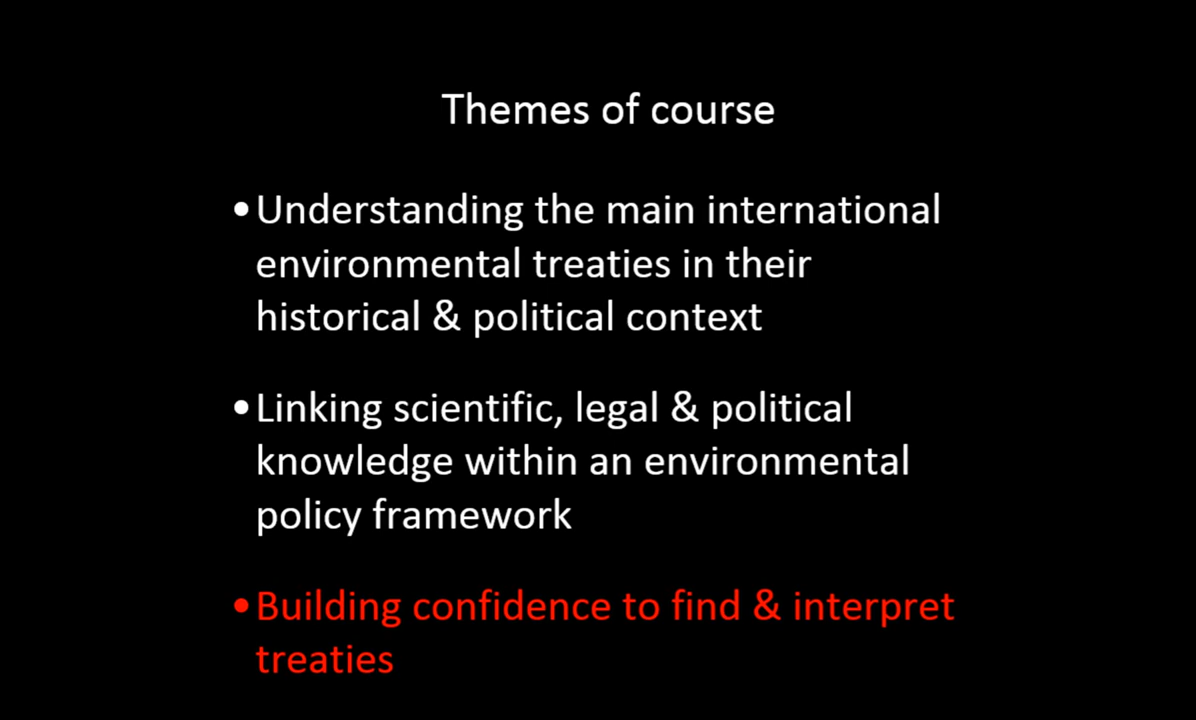 Themes of course
•Understanding the main international
environmental treaties in their
historical & political context
•Linking scientific, legal & political
knowledge within an environmental
policy framework
•Building confidence to find & interpret
treaties